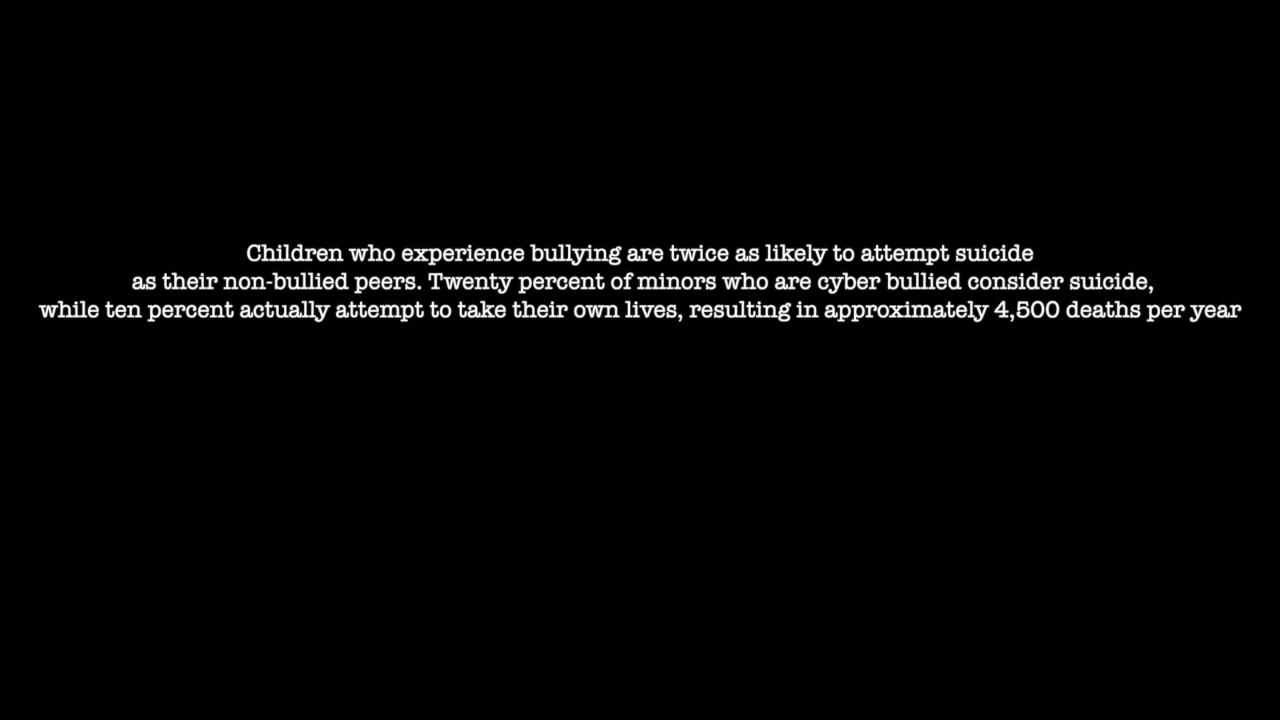 Children who experience bullying are twice as likely to attempt suicide
as their non-bullied peers. Twenty percent of minors who are cyber bullied consider suicide,
while ten percent actually attempt to take their own lives, resulting in approximately 4,500 deaths per year